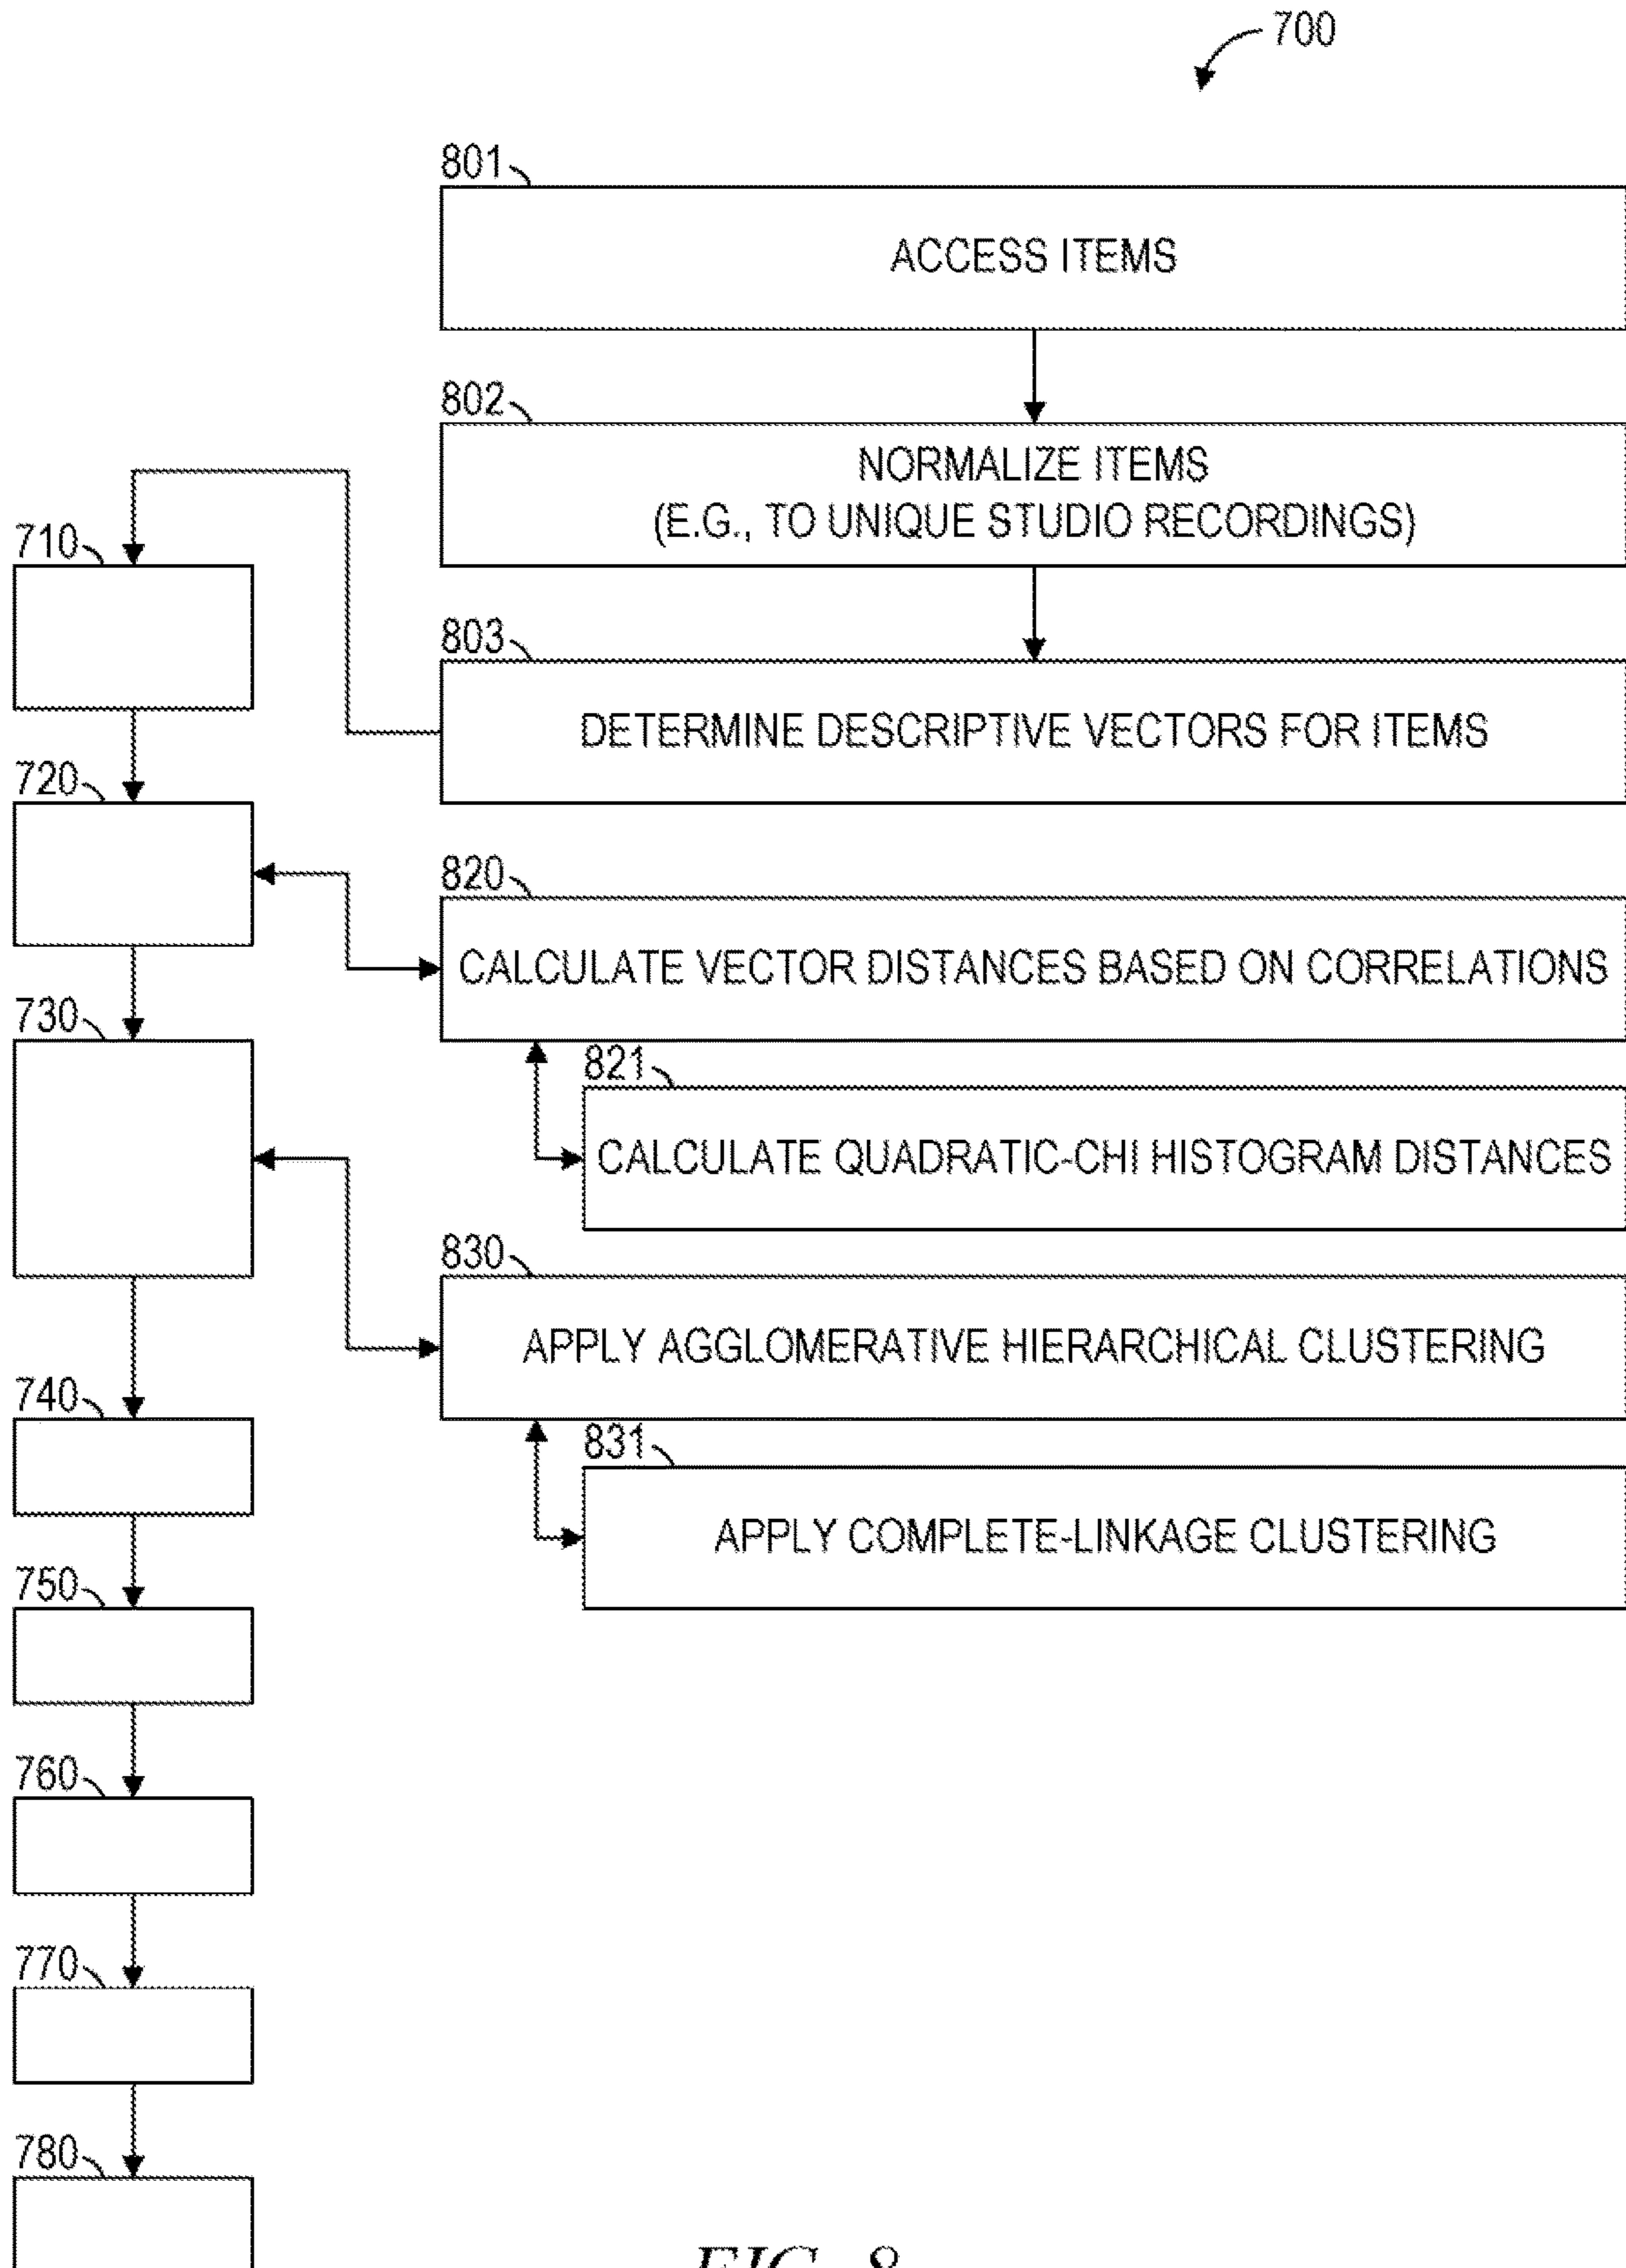 700
801
ACCESS ITEMS
802
NORMALIZE ITEMS
(E.G., TO UNIQUE STUDIO RECORDINGS)
710
803
DETERMINE DESCRIPTIVE VECTORS FOR ITEMS
720
820
CALCULATE VECTOR DISTANCES BASED ON CORRELATIONS
730
821
CALCULATE QUADRATIC-CHI HISTOGRAM DISTANCES
830
APPLY AGGLOMERATIVE HIERARCHICAL CLUSTERING
740
831
APPLY COMPLETE-LINKAGE CLUSTERING
750
760
770
780
FIG. 8